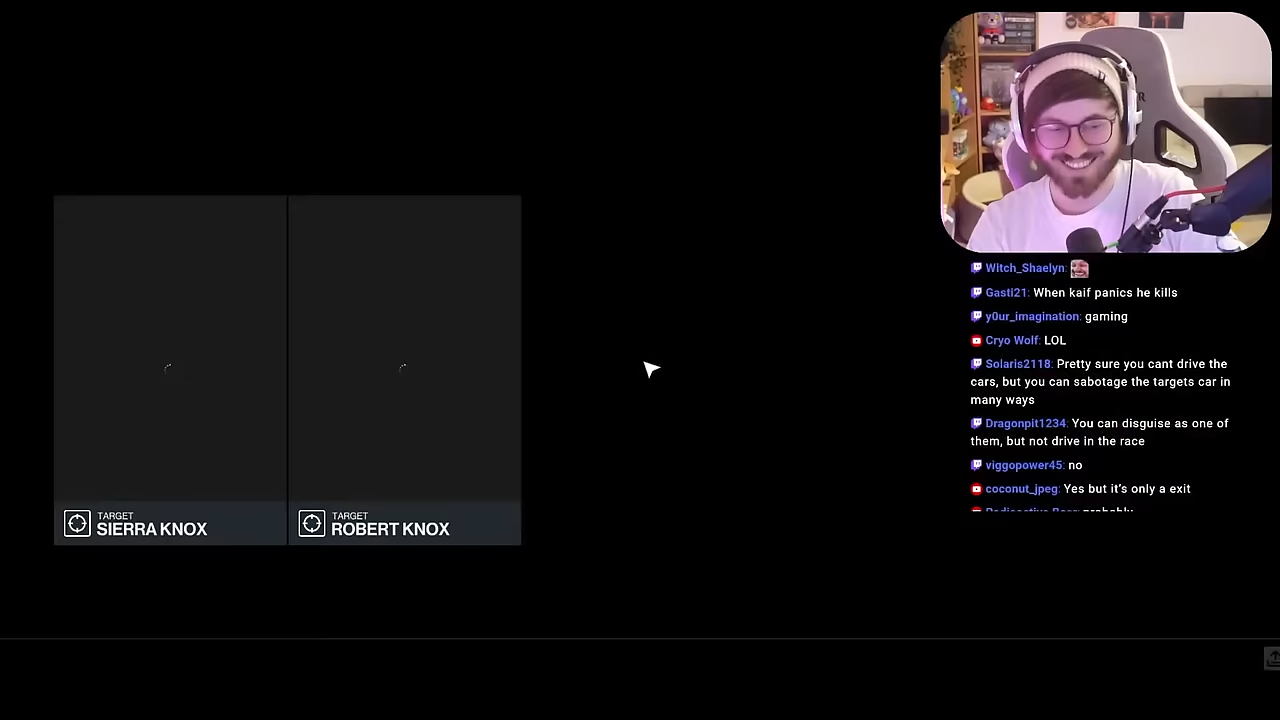 TARGET
SIERRA KNOX
TARGET
ROBERT KNOX
Witch_Shaelyn:
Gasti21: When kaif panics he kills
y0ur_imagination: gaming
Cryo Wolf: LOL
Solaris2118: Pretty sure you cant drive the
cars, but you can sabotage the targets car in
many ways
Dragonpit1234: You can disguise as one of
them, but not drive in the race
viggopower45: no
coconut_jpeg: Yes but it's only a exit
probably